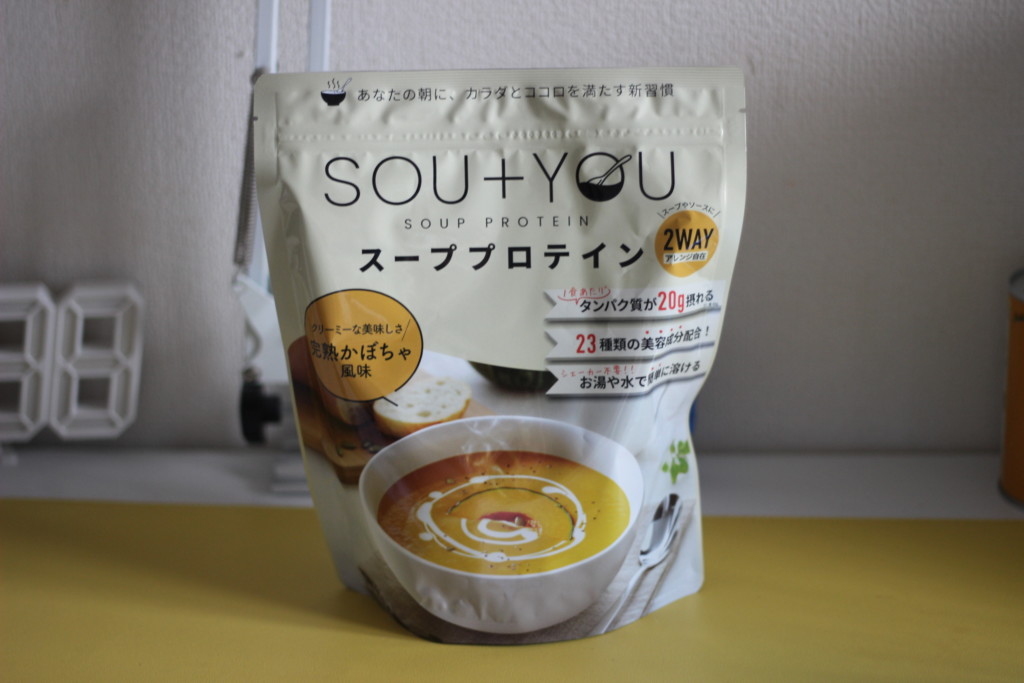 あなたの朝に、カラダとココロを満たす新習慣
SOU+YOU
SOUP PROTEIN
スーププロテイン
スープやソースに
2WAY
アレンジ自在
1食あたり
タンパク質が20g摂れる
23種類の美容成分配合！
シェーカー不要！！
お湯や水で簡単に溶ける
クリーミーな美味しさ
完熟かぼちゃ
風味